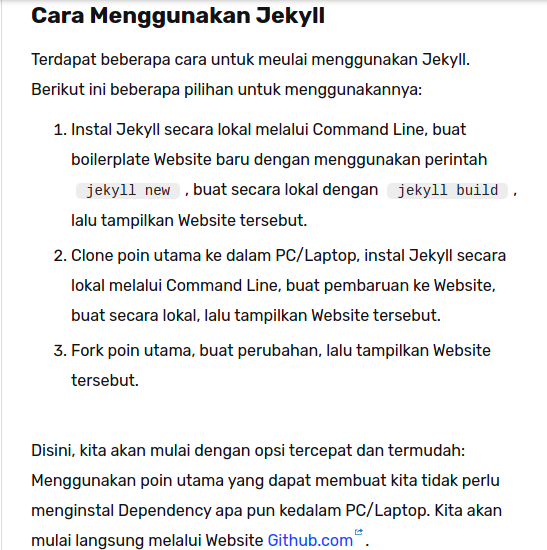 Cara Menggunakan Jekyll
Terdapat beberapa cara untuk meulai menggunakan Jekyll.
Berikut ini beberapa pilihan untuk menggunakannya:
1. Instal Jekyll secara lokal melalui Command Line, buat
boilerplate Website baru dengan menggunakan perintah
jekyll new , buat secara lokal dengan jekyll build ,
lalu tampilkan Website tersebut.
2. Clone poin utama ke dalam PC/Laptop, instal Jekyll secara
lokal melalui Command Line, buat pembaruan ke Website,
buat secara lokal, lalu tampilkan Website tersebut.
3. Fork poin utama, buat perubahan, lalu tampilkan Website
tersebut.
Disini, kita akan mulai dengan opsi tercepat dan termudah:
Menggunakan poin utama yang dapat membuat kita tidak perlu
menginstal Dependency apa pun kedalam PC/Laptop. Kita akan
mulai langsung melalui Website Github.com.